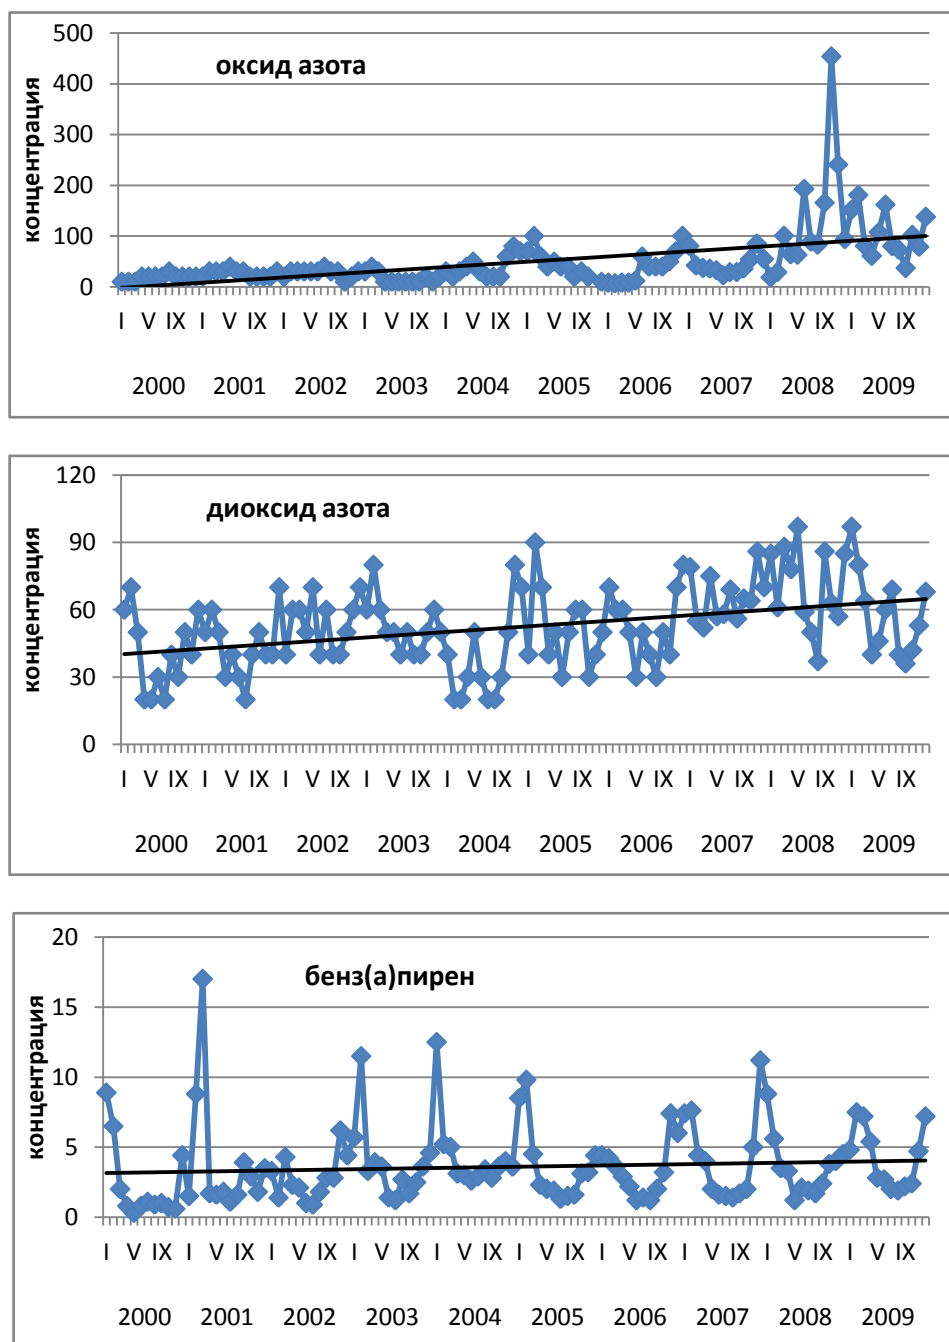 оксид азота
концентрация
500
400
300
200
100
0
I V IX I V IX I V IX I V IX I V IX I V IX I V IX I V IX I V IX I V IX
2000 2001 2002 2003 2004 2005 2006 2007 2008 2009
диоксид азота
концентрация
120
90
60
30
0
I V IX I V IX I V IX I V IX I V IX I V IX I V IX I V IX I V IX I V IX
2000 2001 2002 2003 2004 2005 2006 2007 2008 2009
бенз(а)пирен
концентрация
20
15
10
5
0
I V IX I V IX I V IX I V IX I V IX I V IX I V IX I V IX I V IX I V IX
2000 2001 2002 2003 2004 2005 2006 2007 2008 2009